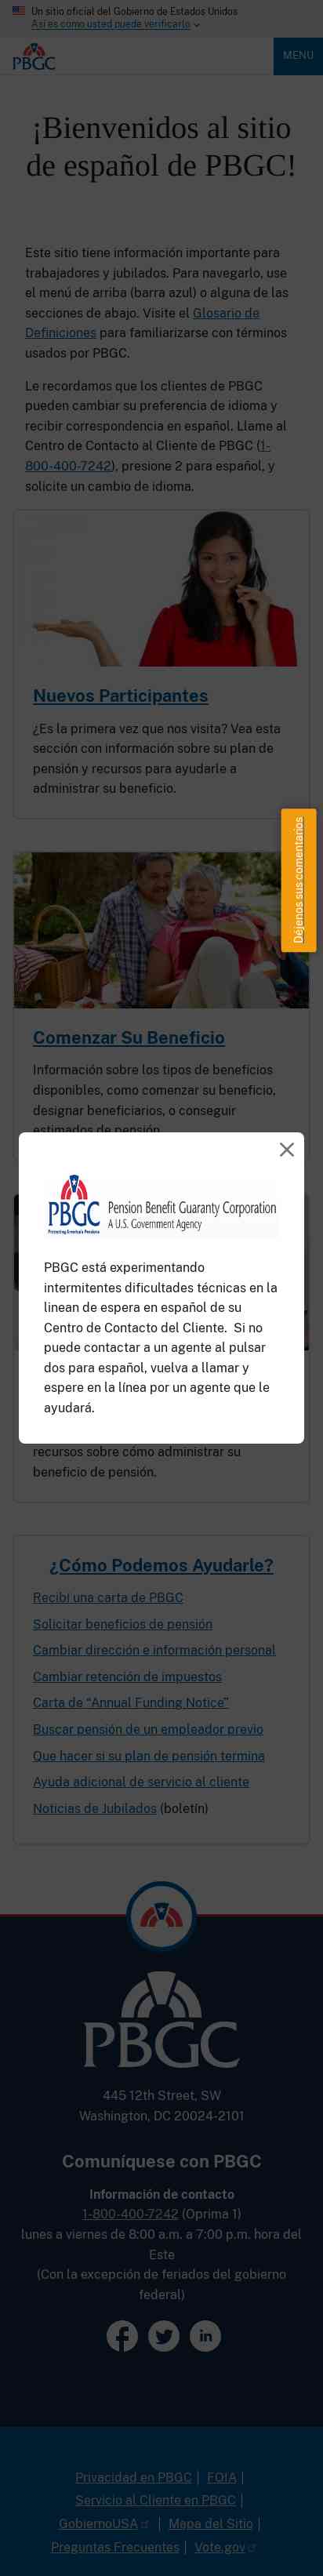 Un sitio oficial del Gobierno de Estados Unidos
Así es como usted puede verificarlo
PBGC
MENU
¡Bienvenidos al sitio
de español de PBGC!
Este sitio tiene información importante para
trabajadores y jubilados. Para navegarlo, use
el menú de arriba (barra azul) o alguna de las
secciones de abajo. Visite el Glosario de
Definiciones para familiarizarse con términos
usados por PBGC.
Le recordamos que los clientes de PBGC
pueden cambiar su preferencia de idioma y
recibir correspondencia en español. Llame al
Centro de Contacto al Cliente de PBGC (1-
800-400-7242), presione 2 para español, y
solicite un cambio de idioma.
Nuevos Participantes
¿Es la primera vez que nos visita? Vea esta
sección con información sobre su plan de
pensión y recursos para ayudarle a
administrar su beneficio.
Déjenos sus comentarios
Comenzar Su Beneficio
Información sobre los tipos de beneficios
disponibles, como comenzar su beneficio,
designar beneficiarios, o conseguir
estimados de pensión.
PBGC
Protecting America's Pensions
Pension Benefit Guaranty Corporation
A U.S. Government Agency
PBGC está experimentando
intermitentes dificultades técnicas en la
linean de espera en español de su
Centro de Contacto del Cliente. Si no
puede contactar a un agente al pulsar
dos para español, vuelva a llamar y
espere en la línea por un agente que le
ayudará.
recursos sobre cómo administrar su
beneficio de pensión.
¿Cómo Podemos Ayudarle?
Recibí una carta de PBGC
Solicitar beneficios de pensión
Cambiar dirección e información personal
Cambiar retención de impuestos
Carta de “Annual Funding Notice”
Buscar pensión de un empleador previo
Que hacer si su plan de pensión termina
Ayuda adicional de servicio al cliente
Noticias de Jubilados (boletín)
PBGC
445 12th Street, SW
Washington, DC 20024-2101
Comuníquese con PBGC
Información de contacto
1-800-400-7242 (Oprima 1)
lunes a viernes de 8:00 a.m. a 7:00 p.m. hora del
Este
(Con la excepción de feriados del gobierno
federal)
Privacidad en PBGC | FOIA |
Servicio al Cliente en PBGC |
GobiernoUSA | Mapa del Sitio |
Preguntas Frecuentes | Vote.gov